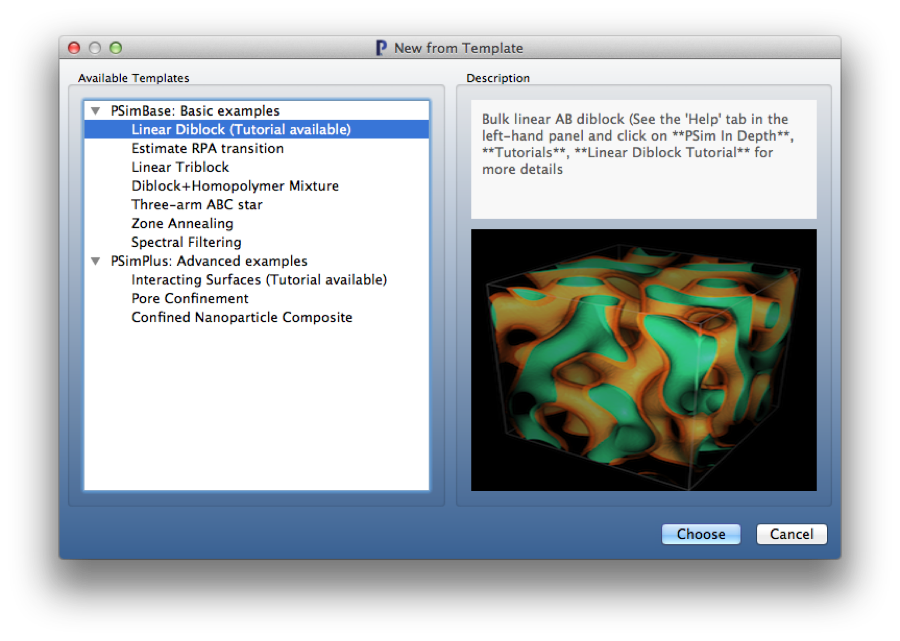 New from Template
Available Templates
PSimBase: Basic examples
Linear Diblock (Tutorial available)
Estimate RPA transition
Linear Triblock
Diblock+Homopolymer Mixture
Three-arm ABC star
Zone Annealing
Spectral Filtering
PSimPlus: Advanced examples
Interacting Surfaces (Tutorial available)
Pore Confinement
Confined Nanoparticle Composite
Description
Bulk linear AB diblock (See the 'Help' tab in the
left-hand panel and click on **PSim In Depth**,
**Tutorials**, **Linear Diblock Tutorial** for
more details
Choose
Cancel